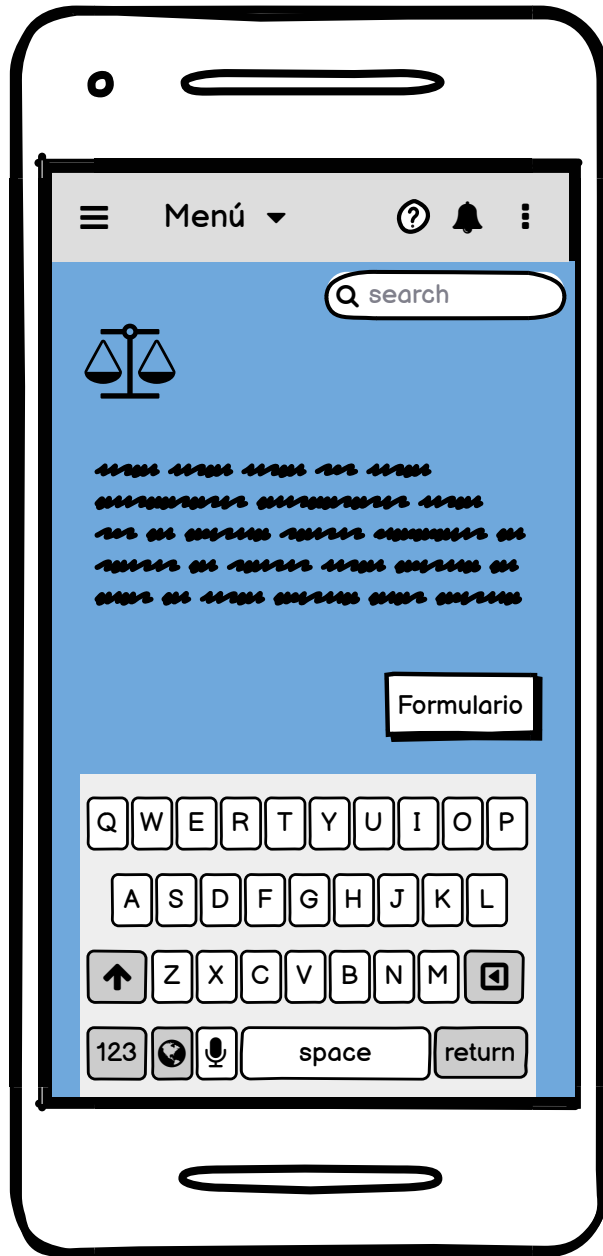 Menú
search
Formulario
Q W E R T Y U I O P
A S D F G H J K L
Z X C V B N M
123 space return